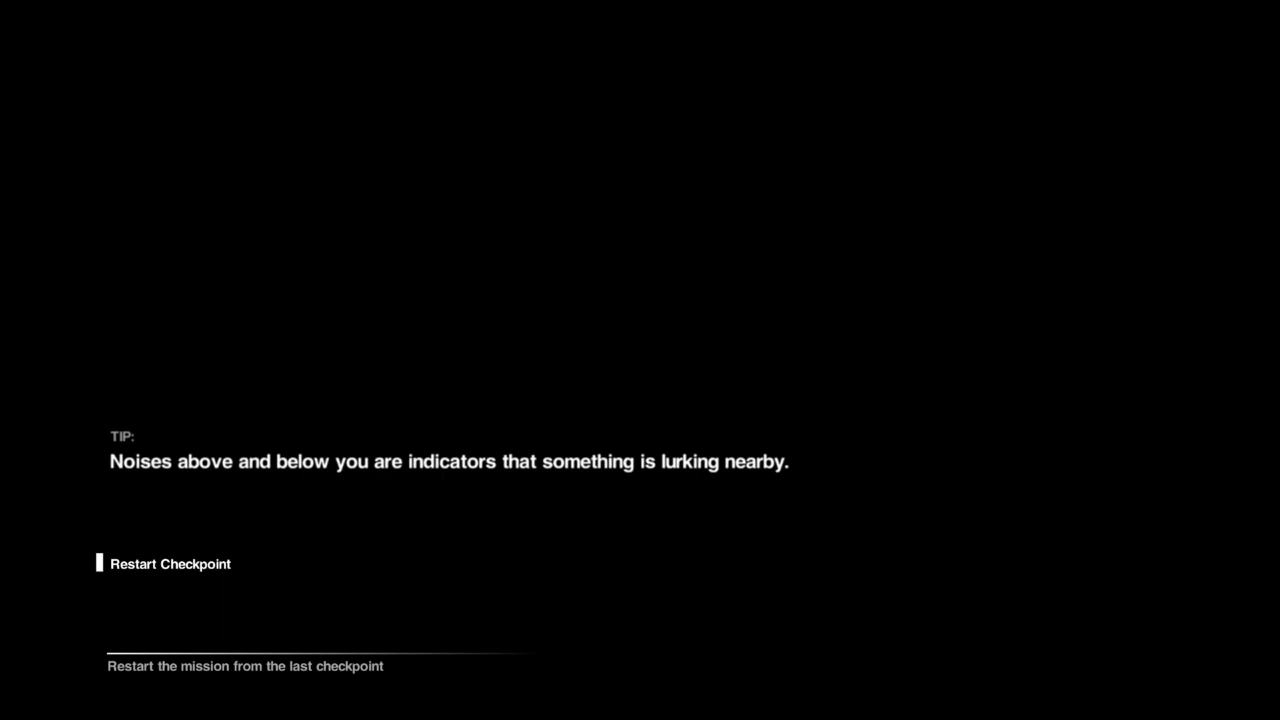 TIP:
Noises above and below you are indicators that something is lurking nearby.
Restart Checkpoint
Restart the mission from the last checkpoint